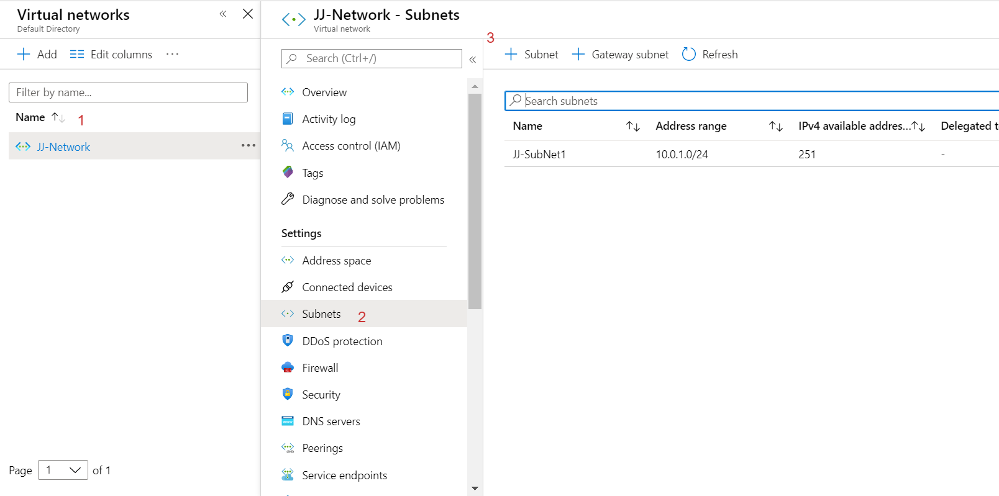 Virtual networks
Default Directory
Add Edit columns ...
Filter by name...
Name 1
JJ-Network ...
Page 1 of 1
JJ-Network - Subnets
Virtual network
Search (Ctrl+/)
Overview
Activity log
Access control (IAM)
Tags
Diagnose and solve problems
Settings
Address space
Connected devices
Subnets 2
DDoS protection
Firewall
Security
DNS servers
Peerings
Service endpoints
3
Subnet Gateway subnet Refresh
Search subnets
Name Address range IPv4 available addres... Delegated t
JJ-SubNet1 10.0.1.0/24 251 -